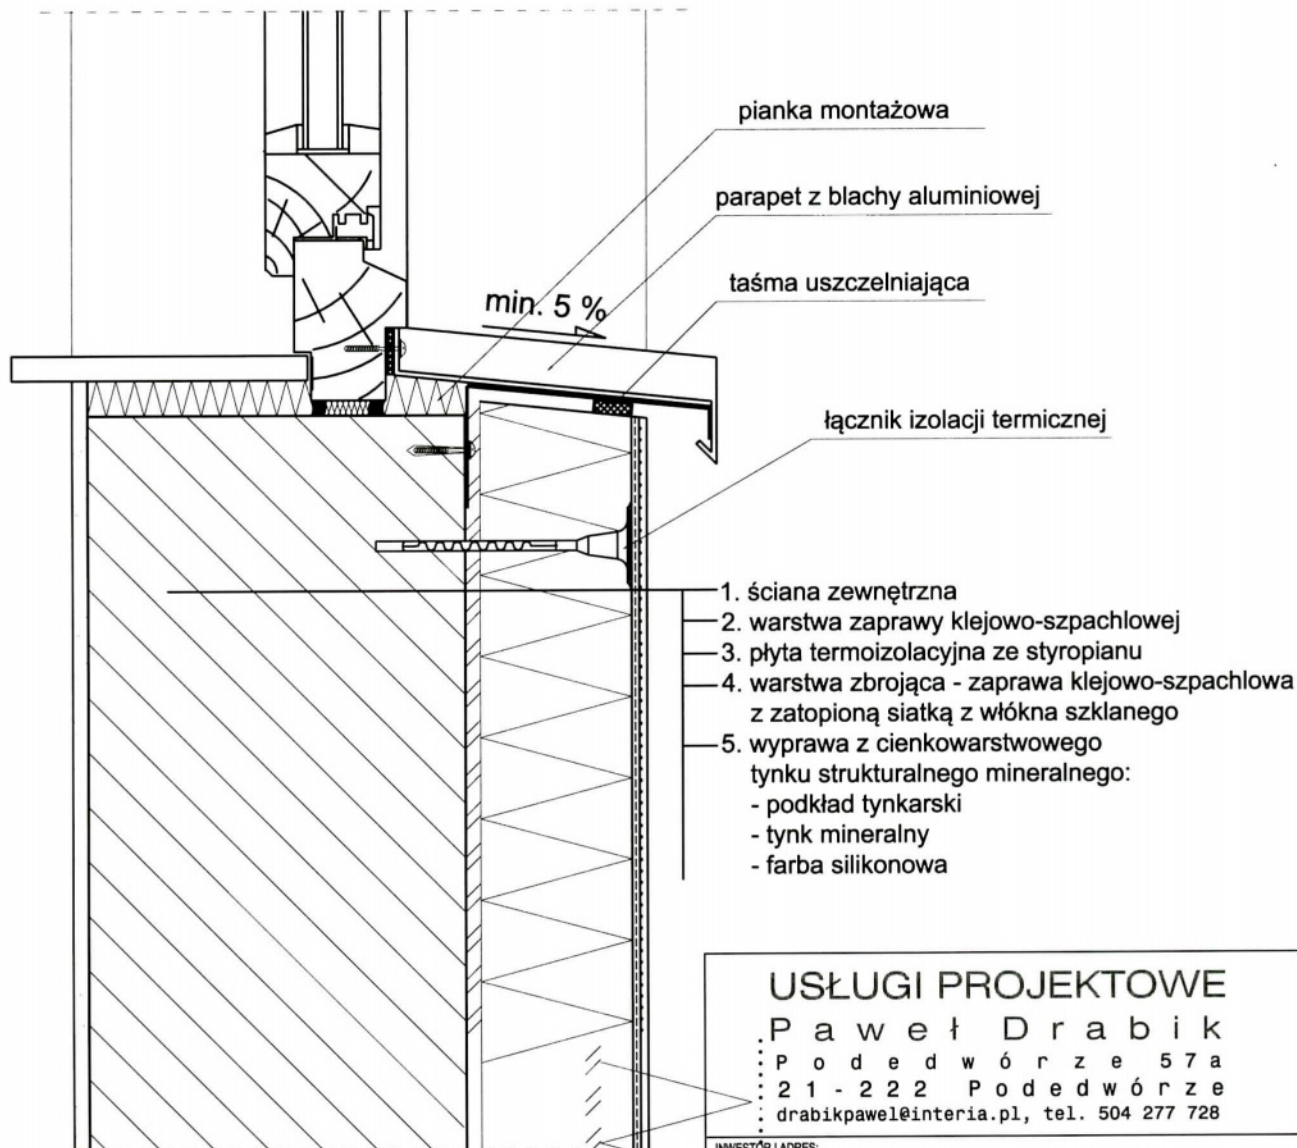 pianka montażowa
parapet z blachy aluminiowej
taśma uszczelniająca
min. 5 %
łącznik izolacji termicznej
1. ściana zewnętrzna
2. warstwa zaprawy klejowo-szpachlowej
3. płyta termoizolacyjna ze styropianu
4. warstwa zbrojąca - zaprawa klejowo-szpachlowa
z zatopioną siatką z włókna szklanego
5. wyprawa z cienkowarstwowego
tynku strukturalnego mineralnego:
- podkład tynkarski
- tynk mineralny
- farba silikonowa
USŁUGI PROJEKTOWE
Paweł Drabik
Podedwórze 57a
21-222 Podedwórze
drabikpawel@interia.pl, tel. 504 277 728
INWESTOR I ADRES: